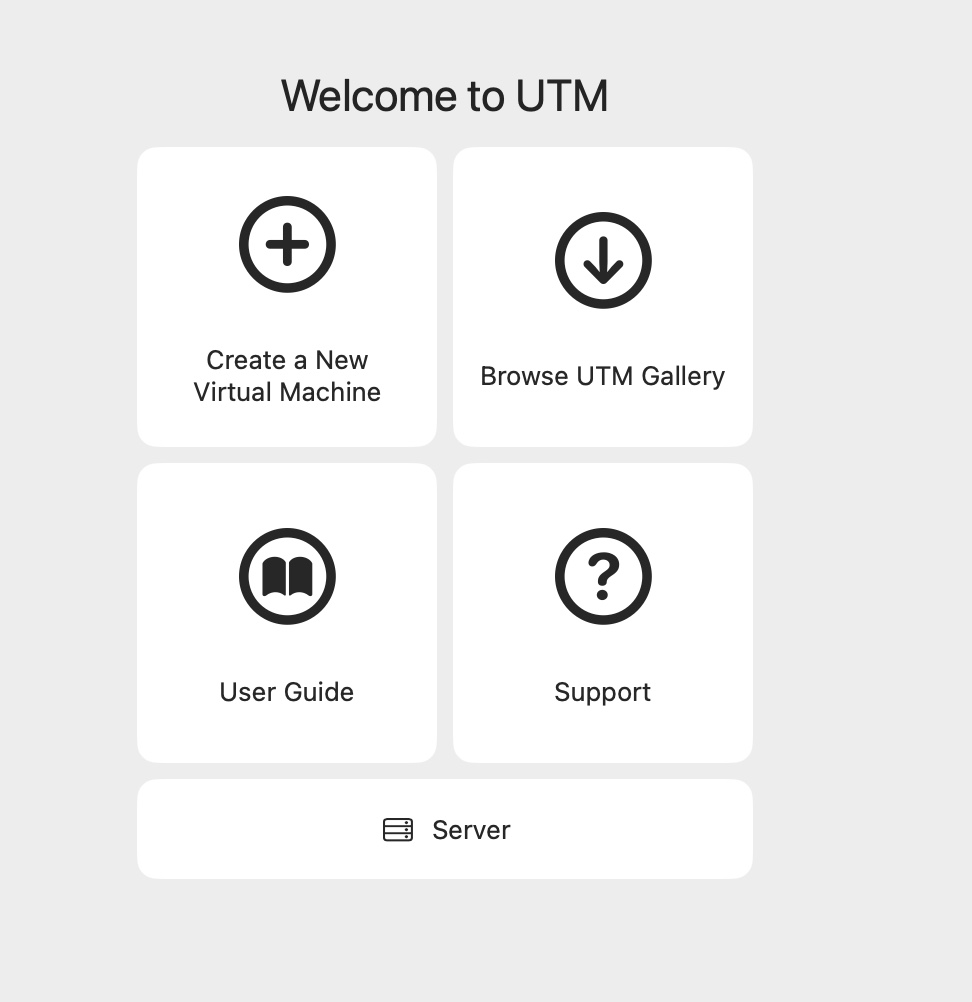 Welcome to UTM
Create a New
Virtual Machine
Browse UTM Gallery
User Guide
Support
Server